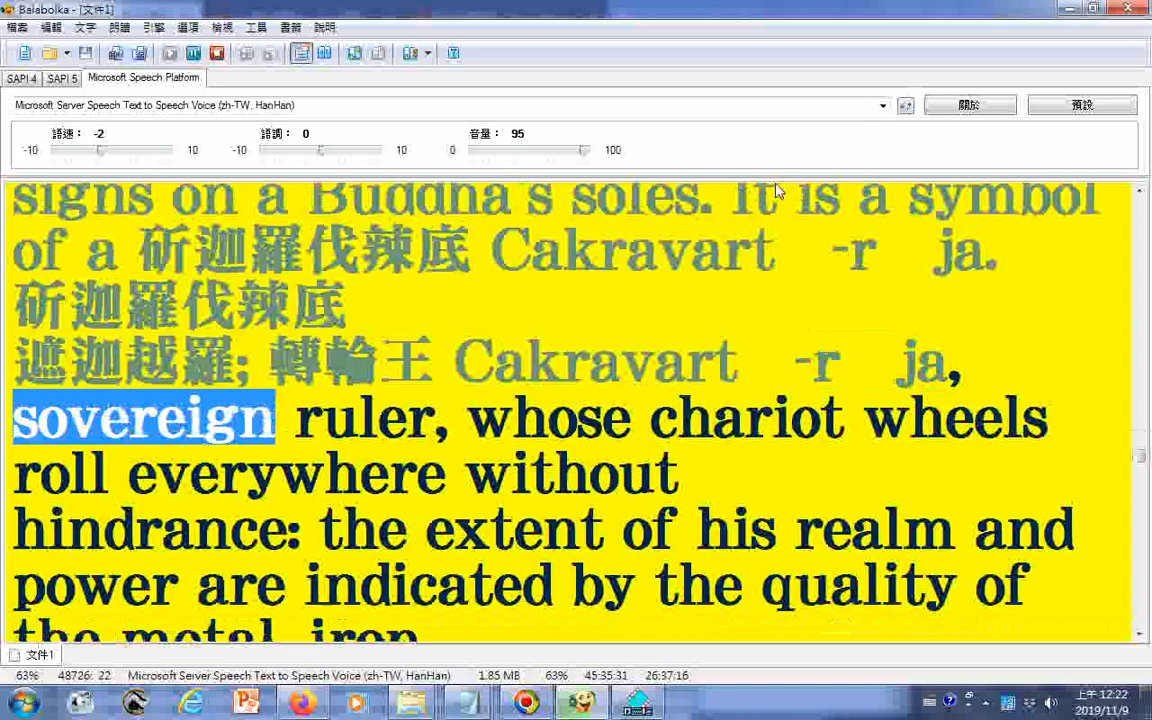 Balabolka - [文件1]
檔案 編輯 文字 朗讀 引擎 選項 檢視 工具 書籤 說明
SAPI 4 SAPI 5 Microsoft Speech Platform
Microsoft Server Speech Text to Speech Voice (zh-TW, HanHan) 關於 預設
語速： -2 語調： 0 音量： 95
-10 10 -10 10 0 100
signs on a Buddha's soles. It is a symbol
of a 斫迦羅伐辣底 Cakravart -r ja.
斫迦羅伐辣底
遮迦越羅; 轉輪王 Cakravart -r ja,
sovereign ruler, whose chariot wheels
roll everywhere without
hindrance: the extent of his realm and
power are indicated by the quality of
the metal, iron
文件1
63% 48726: 22 Microsoft Server Speech Text to Speech Voice (zh-TW, HanHan) 1.85 MB 63% 45:35:31 26:37:16
上午 12:22
2019/11/9